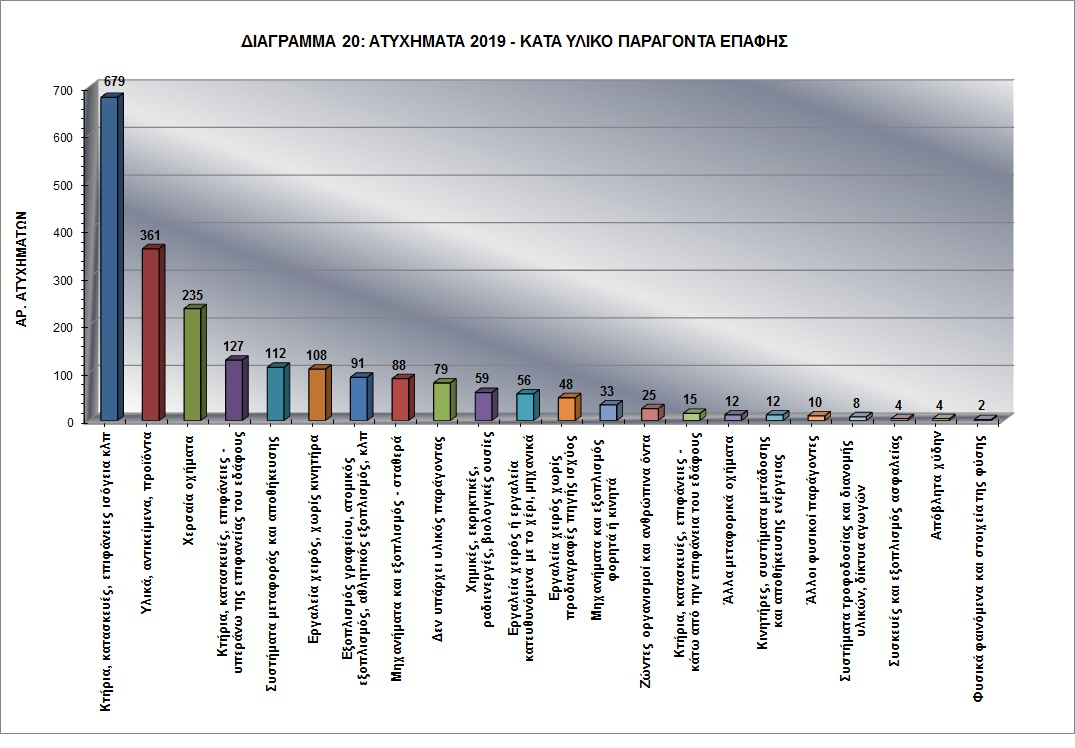 ΔΙΑΓΡΑΜΜΑ 20: ΑΤΥΧΗΜΑΤΑ 2019 - ΚΑΤΑ ΥΛΙΚΟ ΠΑΡΑΓΟΝΤΑ ΕΠΑΦΗΣ
ΑΡ. ΑΤΥΧΗΜΑΤΩΝ
700
600
500
400
300
200
100
0
679
361
235
127
112
108
91
88
79
59
56
48
33
25
15
12
12
10
8
4
4
2
Κτήρια, κατασκευές, επιφάνειες ισόγεια κλπ
Υλικά, αντικείμενα, προϊόντα
Χερσαία οχήματα
Κτήρια, κατασκευές, επιφάνειες -
υπεράνω της επιφανειας του εδάφους
Συστήματα μεταφοράς και αποθήκευσης
Εργαλεία χειρός, χωρίς κινητήρα
Εξοπλισμός γραφείου, ατομικός
εξοπλισμός, αθλητικός εξοπλισμός, κλπ
Μηχανήματα και εξοπλισμός - σταθερά
Δεν υπάρχει υλικός παράγοντας
Χημικές, εκρηκτικές,
ραδιενεργές, βιολογικές ουσίες
Εργαλεία χειρός ή εργαλεία
κατευθυνόμενα με το χέρι, μηχανικά
Εργαλεία χειρός χωρίς
προδιαγραφές πηγής ισχύος
Μηχανήματα και εξοπλισμός
φορητά ή κινητά
Ζώντες οργανισμοί και ανθρώπινα όντα
Κτήρια, κατασκευές, επιφάνειες -
κάτω από την επιφάνεια του εδάφους
Άλλα μεταφορικά οχήματα
Κινητήρες, συστήματα μετάδοσης
και αποθήκευσης ενέργειας
Άλλοι φυσικοί παράγοντες
Συστήματα τροφοδοσίας και διανομής
υλικών, δίκτυα αγωγών
Συσκευές και εξοπλισμός ασφαλείας
Απόβλητα χύδην
Φυσικά φαινόμενα και στοιχεία της φύσης